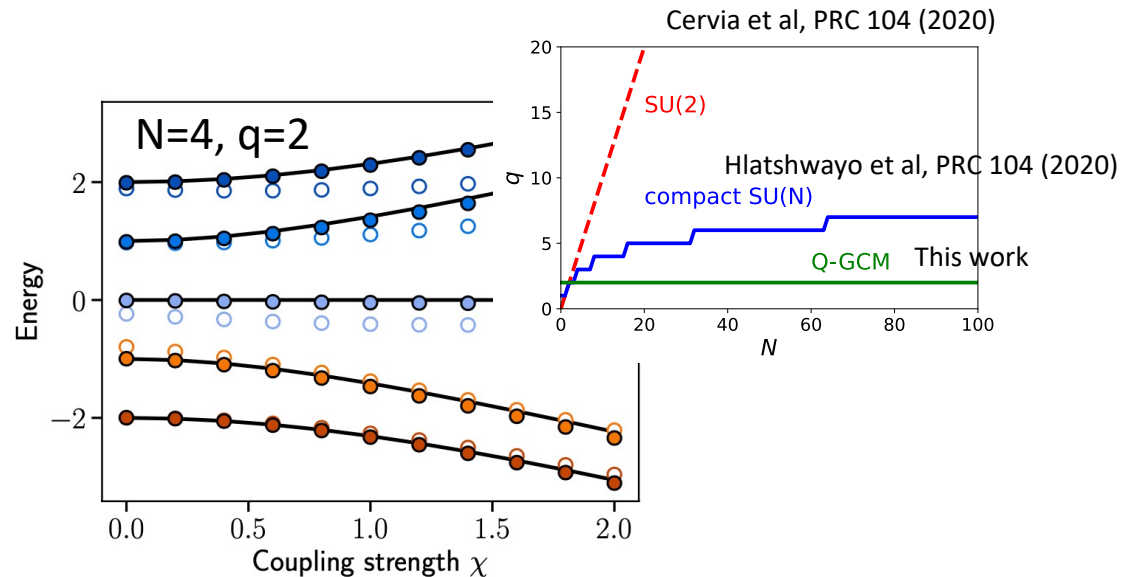 Cervia et al, PRC 104 (2020)
N=4, q=2
Energy
2
0
−2
0.0 0.5 1.0 1.5 2.0
Coupling strength χ
20
15
10
5
0
q
SU(2)
Hlatshwayo et al, PRC 104 (2020)
compact SU(N)
Q-GCM
This work
0 20 40 60 80 100
N